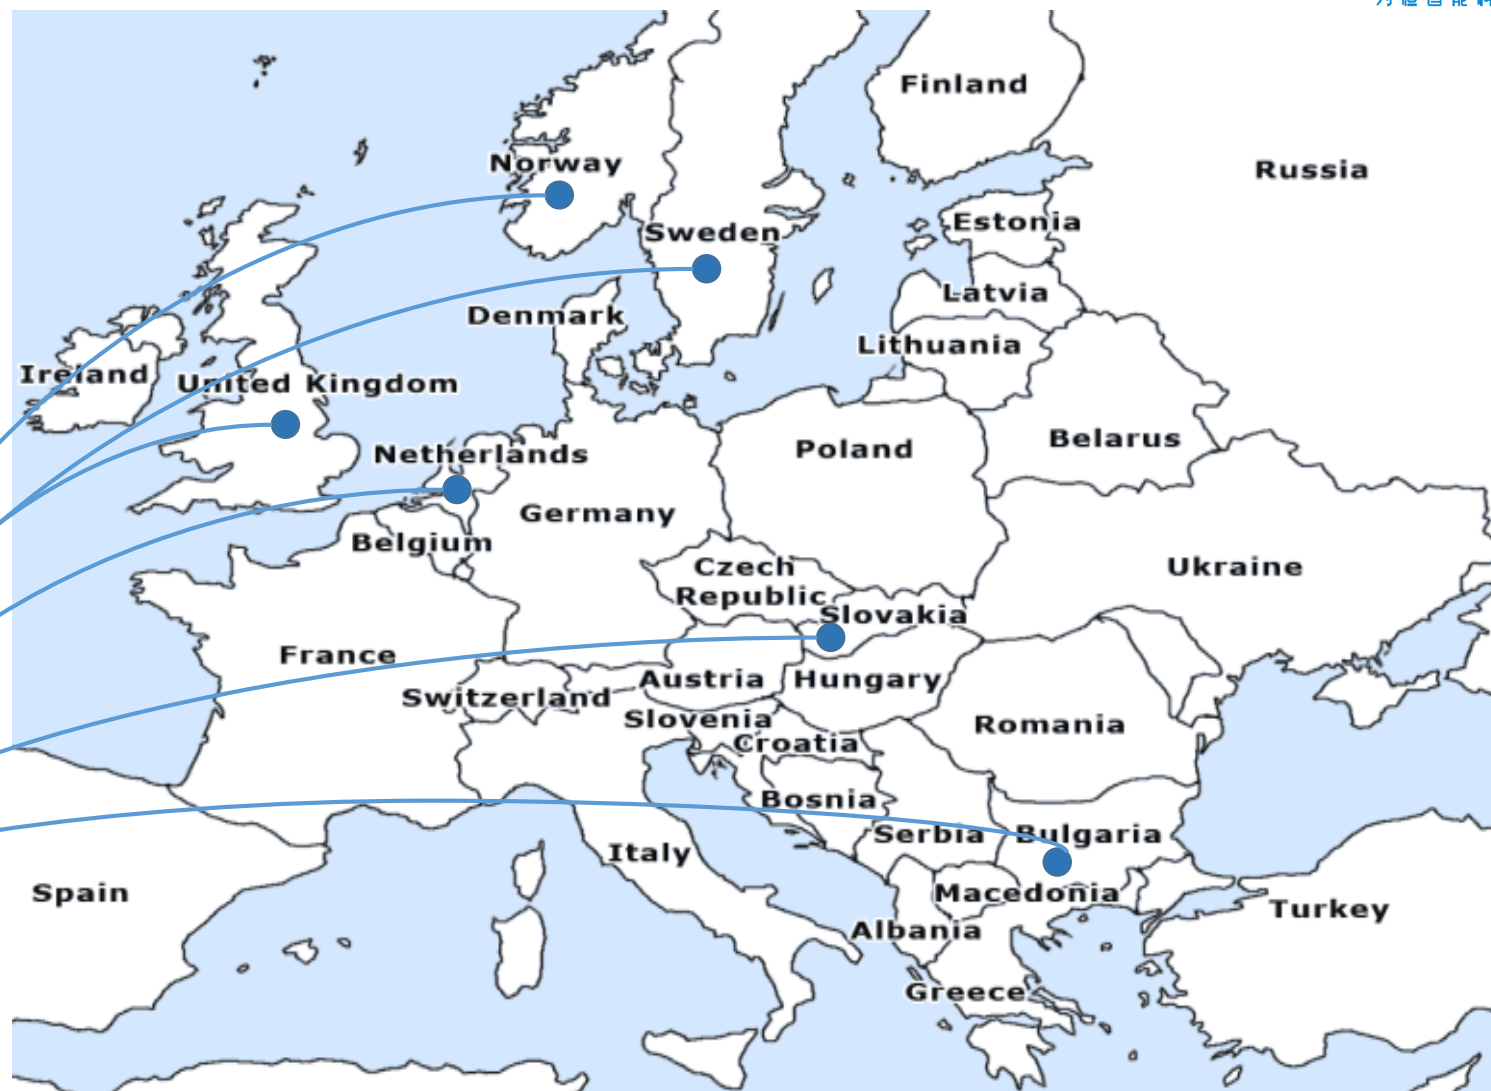 Finland
Norway
Russia
Estonia
Sweden
Latvia
Denmark
Lithuania
Ireland
United Kingdom
Belarus
Poland
Netherlands
Germany
Belgium
Czech
Republic
Ukraine
Slovakia
France
Austria
Hungary
Switzerland
Slovenia
Romania
Croatia
Bosnia
Serbia
Bulgaria
Italy
Spain
Macedonia
Turkey
Albania
Greece